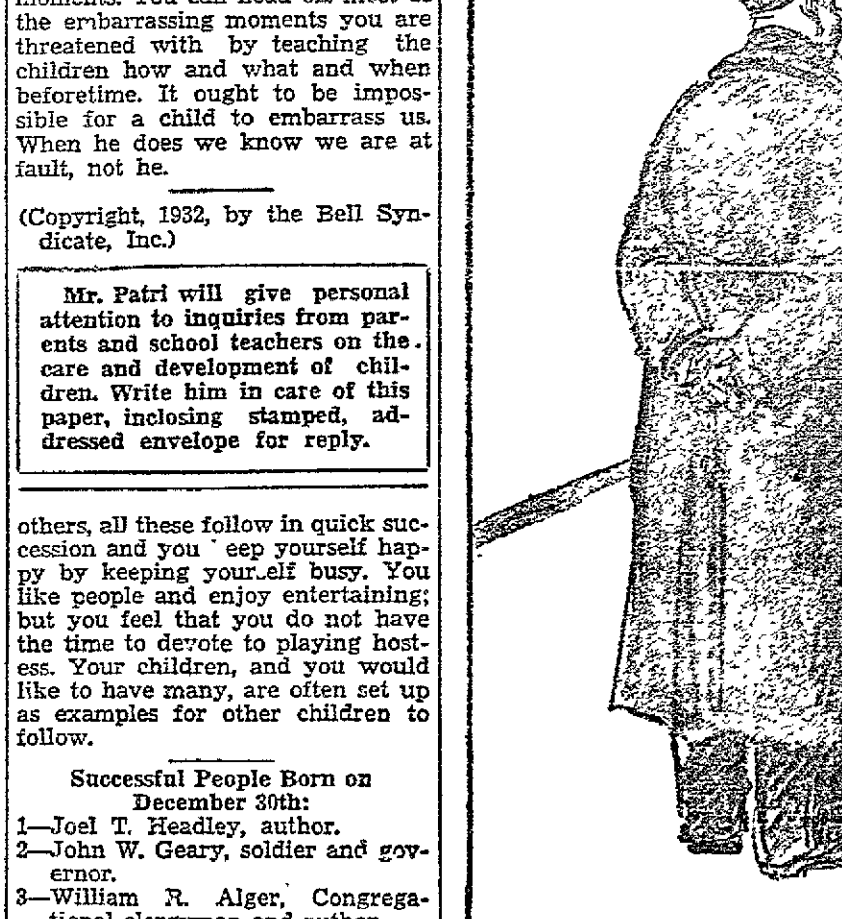 the embarrassing moments you are
threatened with by teaching the
children how and what and when
beforetime. It ought to be impos-
sible for a child to embarrass us.
When he does we know we are at
fault, not he.
(Copyright, 1932, by the Bell Syn-
dicate, Inc.)
Mr. Patri will give personal
attention to inquiries from par-
ents and school teachers on the
care and development of chil-
dren. Write him in care of this
paper, inclosing stamped, ad-
dressed envelope for reply.
others, all these follow in quick suc-
cession and you eep yourself hap-
py by keeping your elf busy. You
like people and enjoy entertaining;
but you feel that you do not have
the time to devote to playing host-
ess. Your children, and you would
like to have many, are often set up
as examples for other children to
follow.
Successful People Born on
December 30th:
1—Joel T. Headley, author.
2—John W. Geary, soldier and gov-
ernor.
3—William R. Alger, Congrega-